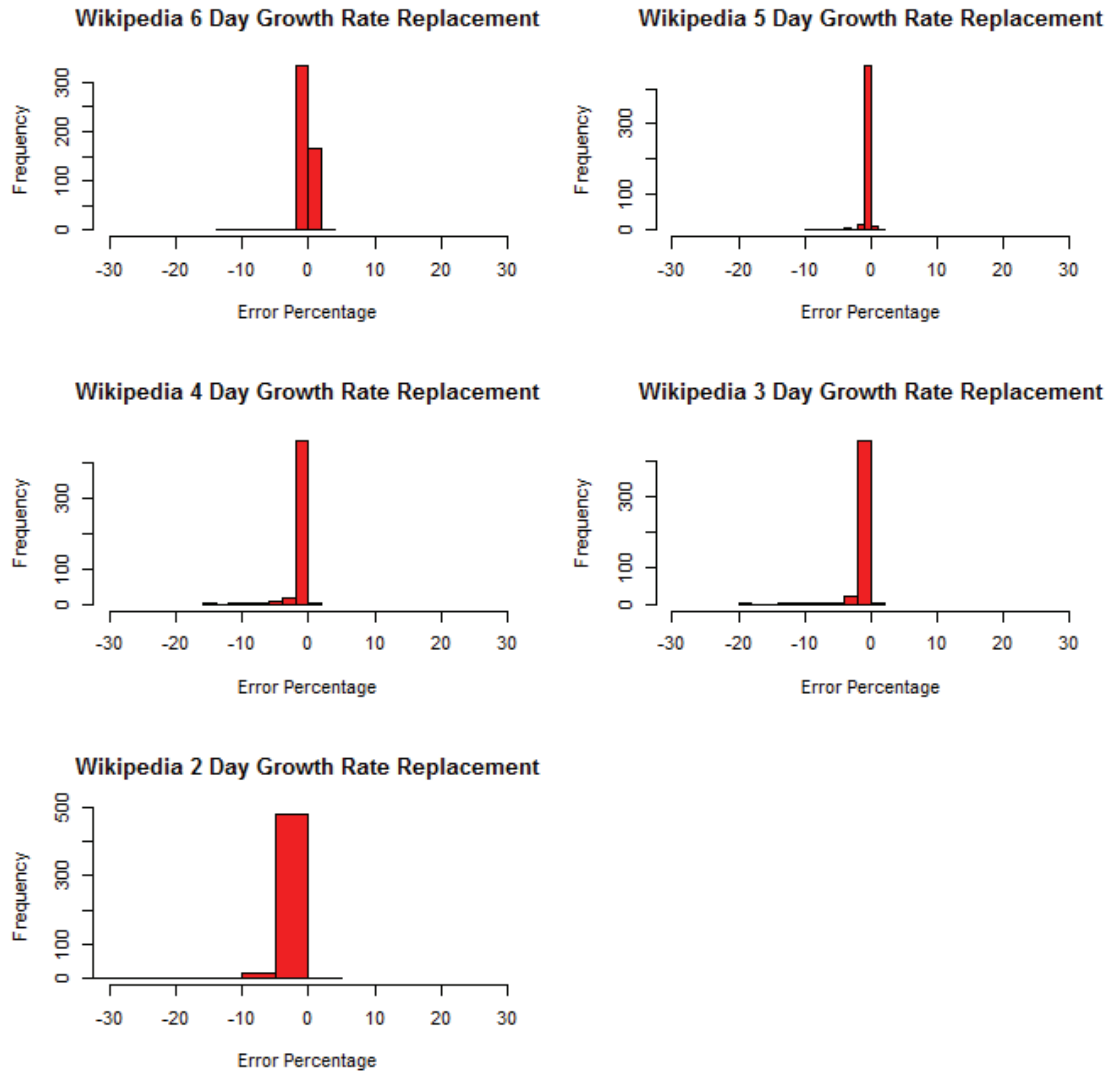 Wikipedia 6 Day Growth Rate Replacement
Frequency
300
200
100
0
-30 -20 -10 0 10 20 30
Error Percentage
Wikipedia 5 Day Growth Rate Replacement
Frequency
300
100
0
-30 -20 -10 0 10 20 30
Error Percentage
Wikipedia 4 Day Growth Rate Replacement
Frequency
300
100
0
-30 -20 -10 0 10 20 30
Error Percentage
Wikipedia 3 Day Growth Rate Replacement
Frequency
300
100
0
-30 -20 -10 0 10 20 30
Error Percentage
Wikipedia 2 Day Growth Rate Replacement
Frequency
500
300
100
0
-30 -20 -10 0 10 20 30
Error Percentage